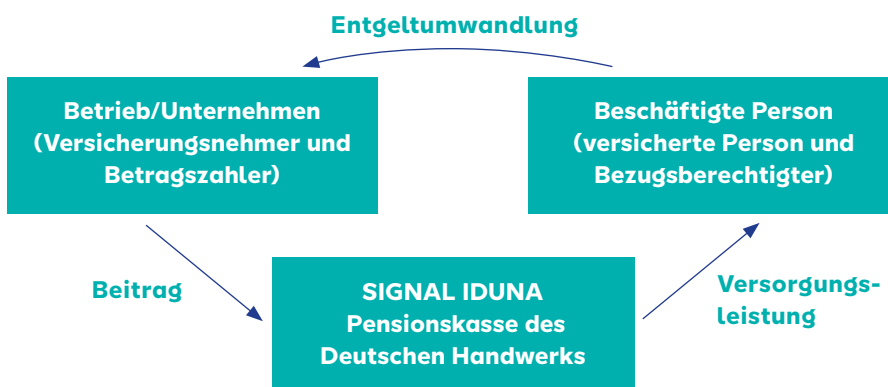 Entgeltumwandlung
Betrieb/Unternehmen
(Versicherungsnehmer und
Betragszahler)
Beschäftigte Person
(versicherte Person und
Bezugsberechtigter)
Beitrag
SIGNAL IDUNA
Pensionskasse des
Deutschen Handwerks
Versorgungs-
leistung